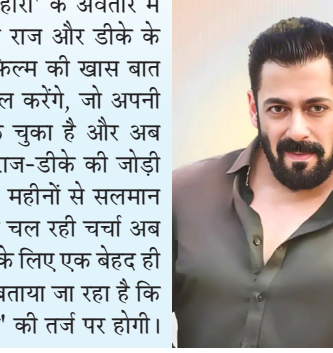 हारा' के अवतार में
राज और डीके के
फिल्म की खास बात
ल करेंगे, जो अपनी
चुका है और अब
राज-डीके की जोड़ी
महीनों से सलमान
चल रही चर्चा अब
के लिए एक बेहद ही
बताया जा रहा है कि
' की तर्ज पर होगी।